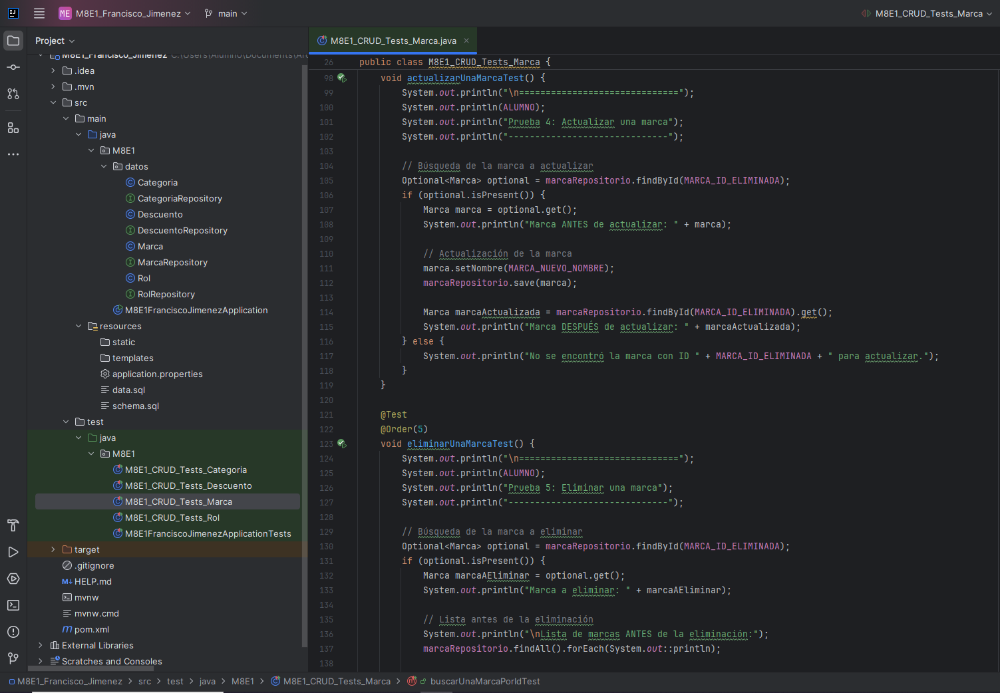 ME M8E1_Francisco_Jimenez main M8E1_CRUD_Tests_Marca
Project
M8E1_Francisco_Jimenez C:\Users\Alumno\Documents\Ar
.idea
.mvn
src
main
java
M8E1
datos
Categoria
CategoriaRepository
Descuento
DescuentoRepository
Marca
MarcaRepository
Rol
RolRepository
M8E1FranciscoJimenezApplication
resources
static
templates
application.properties
data.sql
schema.sql
test
java
M8E1
M8E1_CRUD_Tests_Categoria
M8E1_CRUD_Tests_Descuento
M8E1_CRUD_Tests_Marca
M8E1_CRUD_Tests_Rol
M8E1FranciscoJimenezApplicationTests
target
.gitignore
HELP.md
mvnw
mvnw.cmd
pom.xml
External Libraries
Scratches and Consoles
M8E1_CRUD_Tests_Marca.java
26 public class M8E1_CRUD_Tests_Marca {
98 void actualizarUnaMarcaTest() {
99 System.out.println("\n==============================");
100 System.out.println(ALUMNO);
101 System.out.println("Prueba 4: Actualizar una marca");
102 System.out.println("------------------------------");
103
104 // Búsqueda de la marca a actualizar
105 Optional<Marca> optional = marcaRepositorio.findById(MARCA_ID_ELIMINADA);
106 if (optional.isPresent()) {
107 Marca marca = optional.get();
108 System.out.println("Marca ANTES de actualizar: " + marca);
109
110 // Actualización de la marca
111 marca.setNombre(MARCA_NUEVO_NOMBRE);
112 marcaRepositorio.save(marca);
113
114 Marca marcaActualizada = marcaRepositorio.findById(MARCA_ID_ELIMINADA).get();
115 System.out.println("Marca DESPUÉS de actualizar: " + marcaActualizada);
116 } else {
117 System.out.println("No se encontró la marca con ID " + MARCA_ID_ELIMINADA + " para actualizar.");
118 }
119 }
120
121 @Test
122 @Order(5)
123 void eliminarUnaMarcaTest() {
124 System.out.println("\n==============================");
125 System.out.println(ALUMNO);
126 System.out.println("Prueba 5: Eliminar una marca");
127 System.out.println("------------------------------");
128
129 // Búsqueda de la marca a eliminar
130 Optional<Marca> optional = marcaRepositorio.findById(MARCA_ID_ELIMINADA);
131 if (optional.isPresent()) {
132 Marca marcaAEliminar = optional.get();
133 System.out.println("Marca a eliminar: " + marcaAEliminar);
134
135 // Lista antes de la eliminación
136 System.out.println("\nLista de marcas ANTES de la eliminación:");
137 marcaRepositorio.findAll().forEach(System.out::println);
138
M8E1_Francisco_Jimenez > src > test > java > M8E1 > M8E1_CRUD_Tests_Marca > buscarUnaMarcaPorIdTest